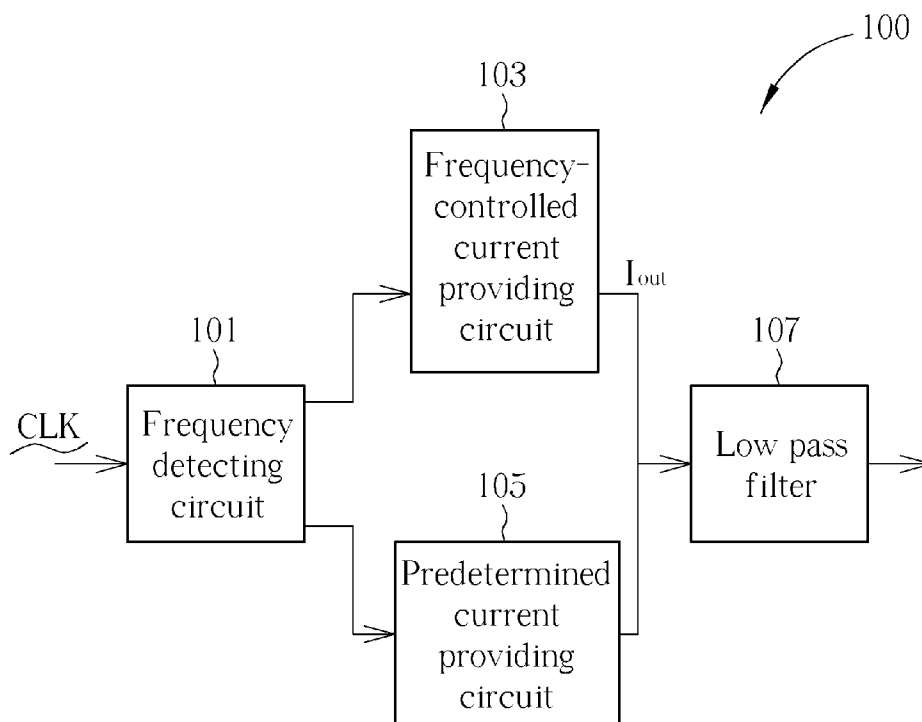 100
103
Frequency-
controlled
current
providing
circuit
Iout
101
CLK
Frequency
detecting
circuit
107
Low pass
filter
105
Predetermined
current
providing
circuit